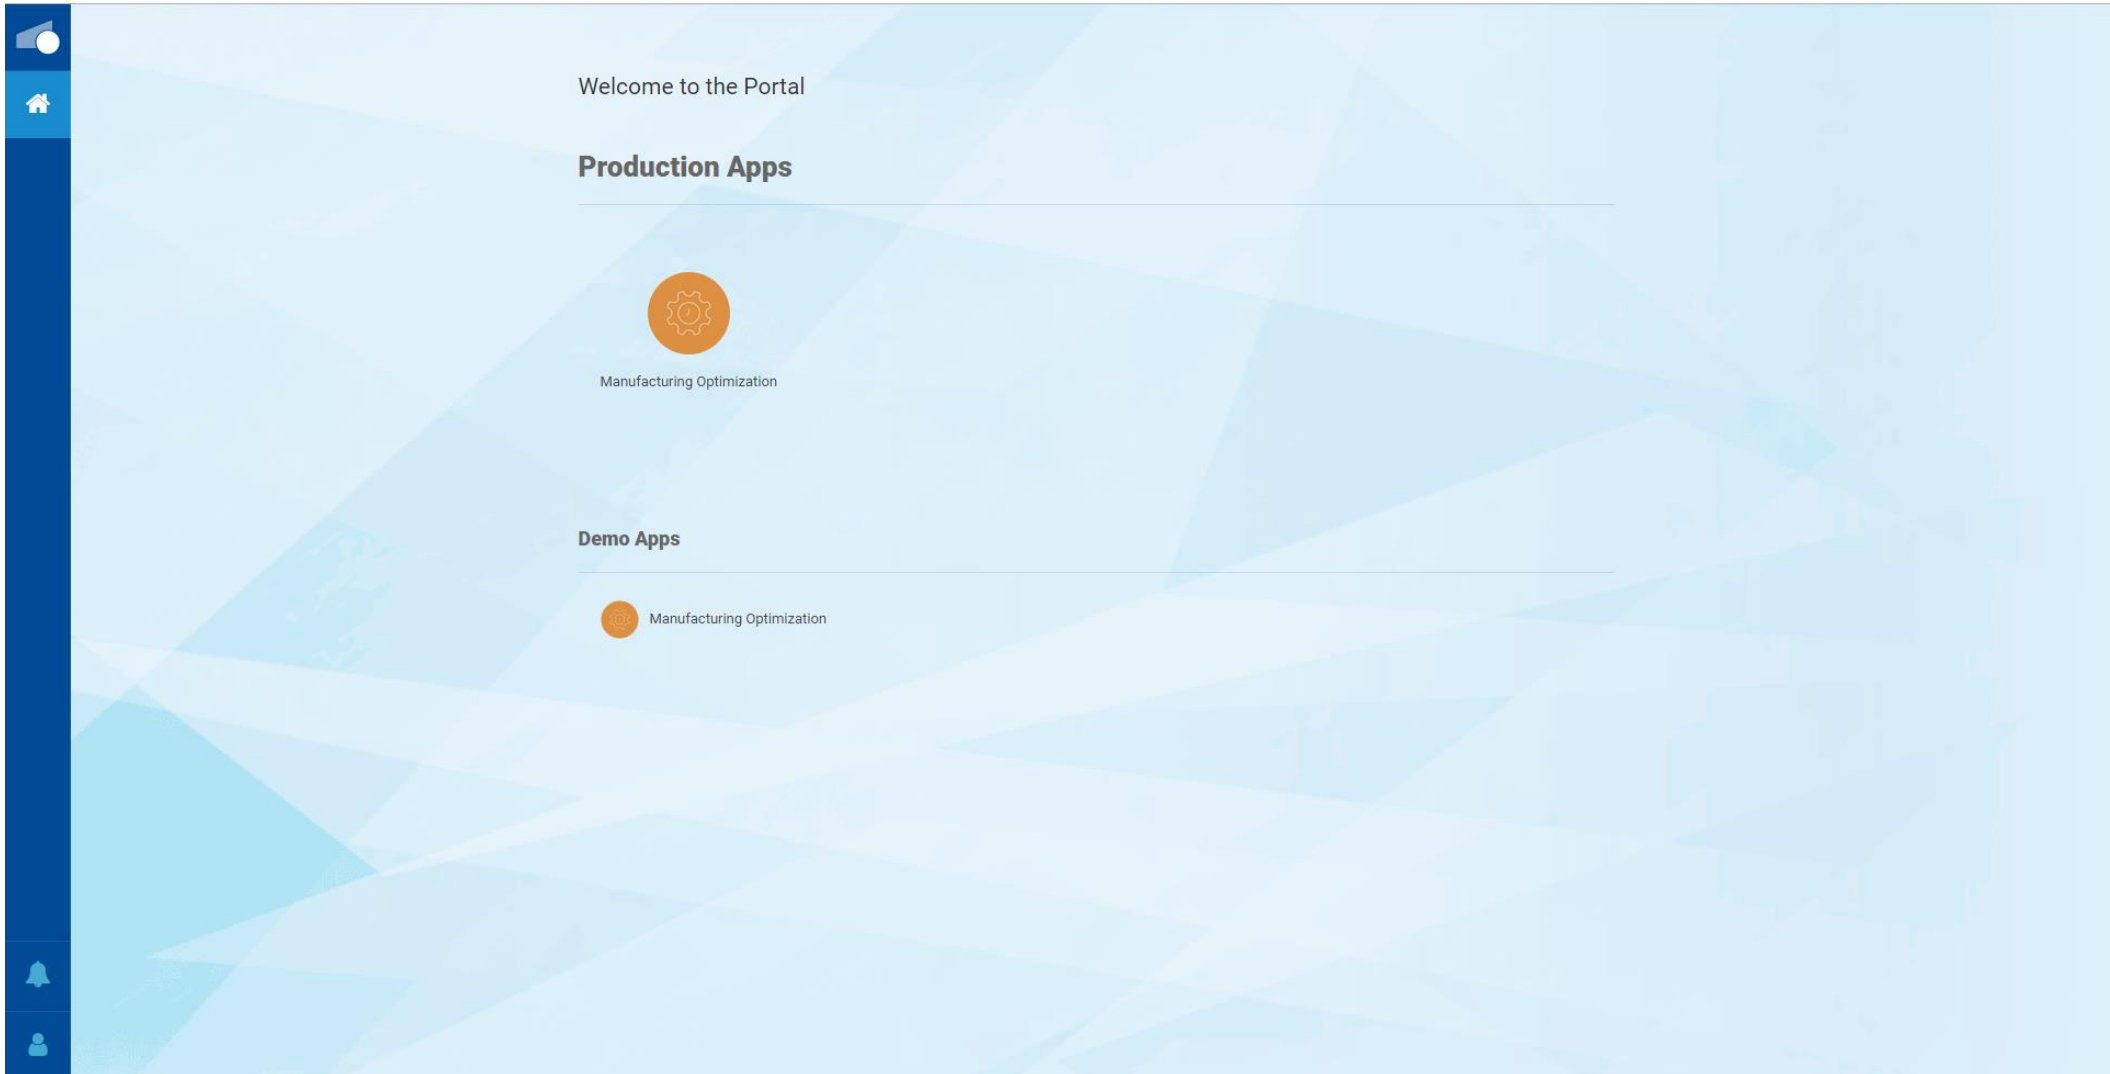 Welcome to the Portal
Production Apps
Manufacturing Optimization
Demo Apps
Manufacturing Optimization